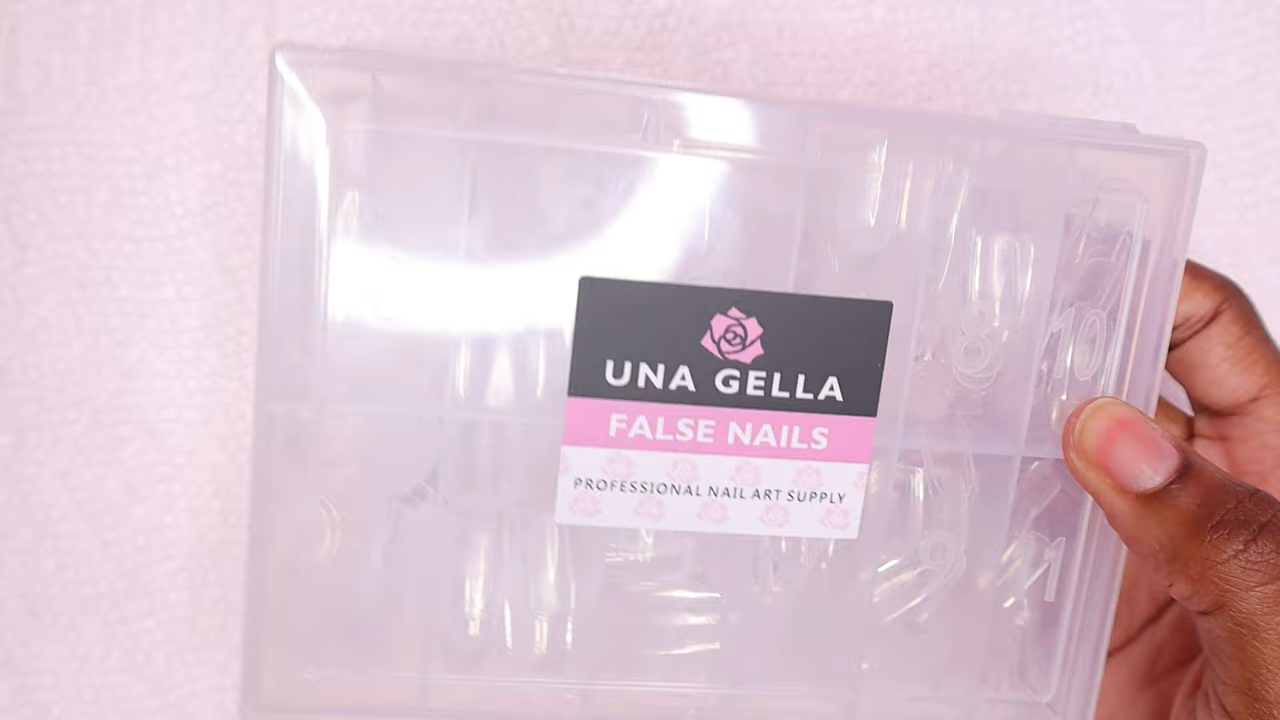 UNA GELLA
FALSE NAILS
PROFESSIONAL NAIL ART SUPPLY
8
10
9
11